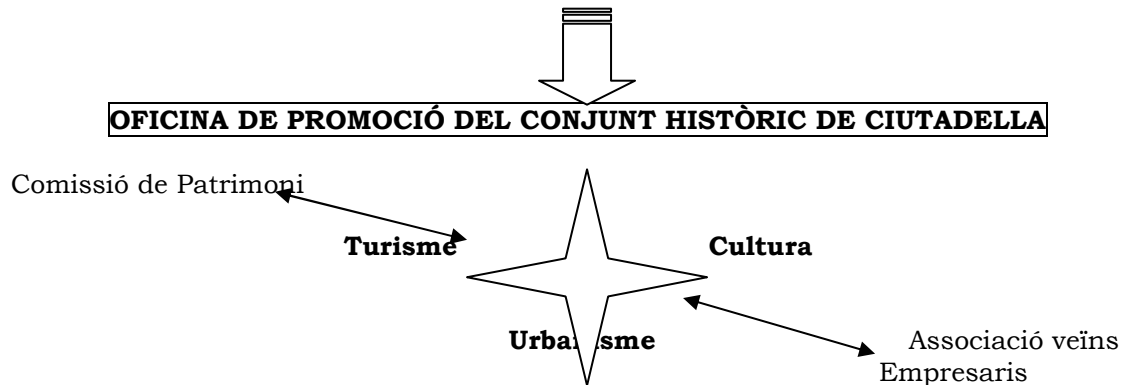 OFICINA DE PROMOCIÓ DEL CONJUNT HISTÒRIC DE CIUTADELLA
Comissió de Patrimoni
Turisme Cultura
Urbanisme
Associació veïns
Empresaris